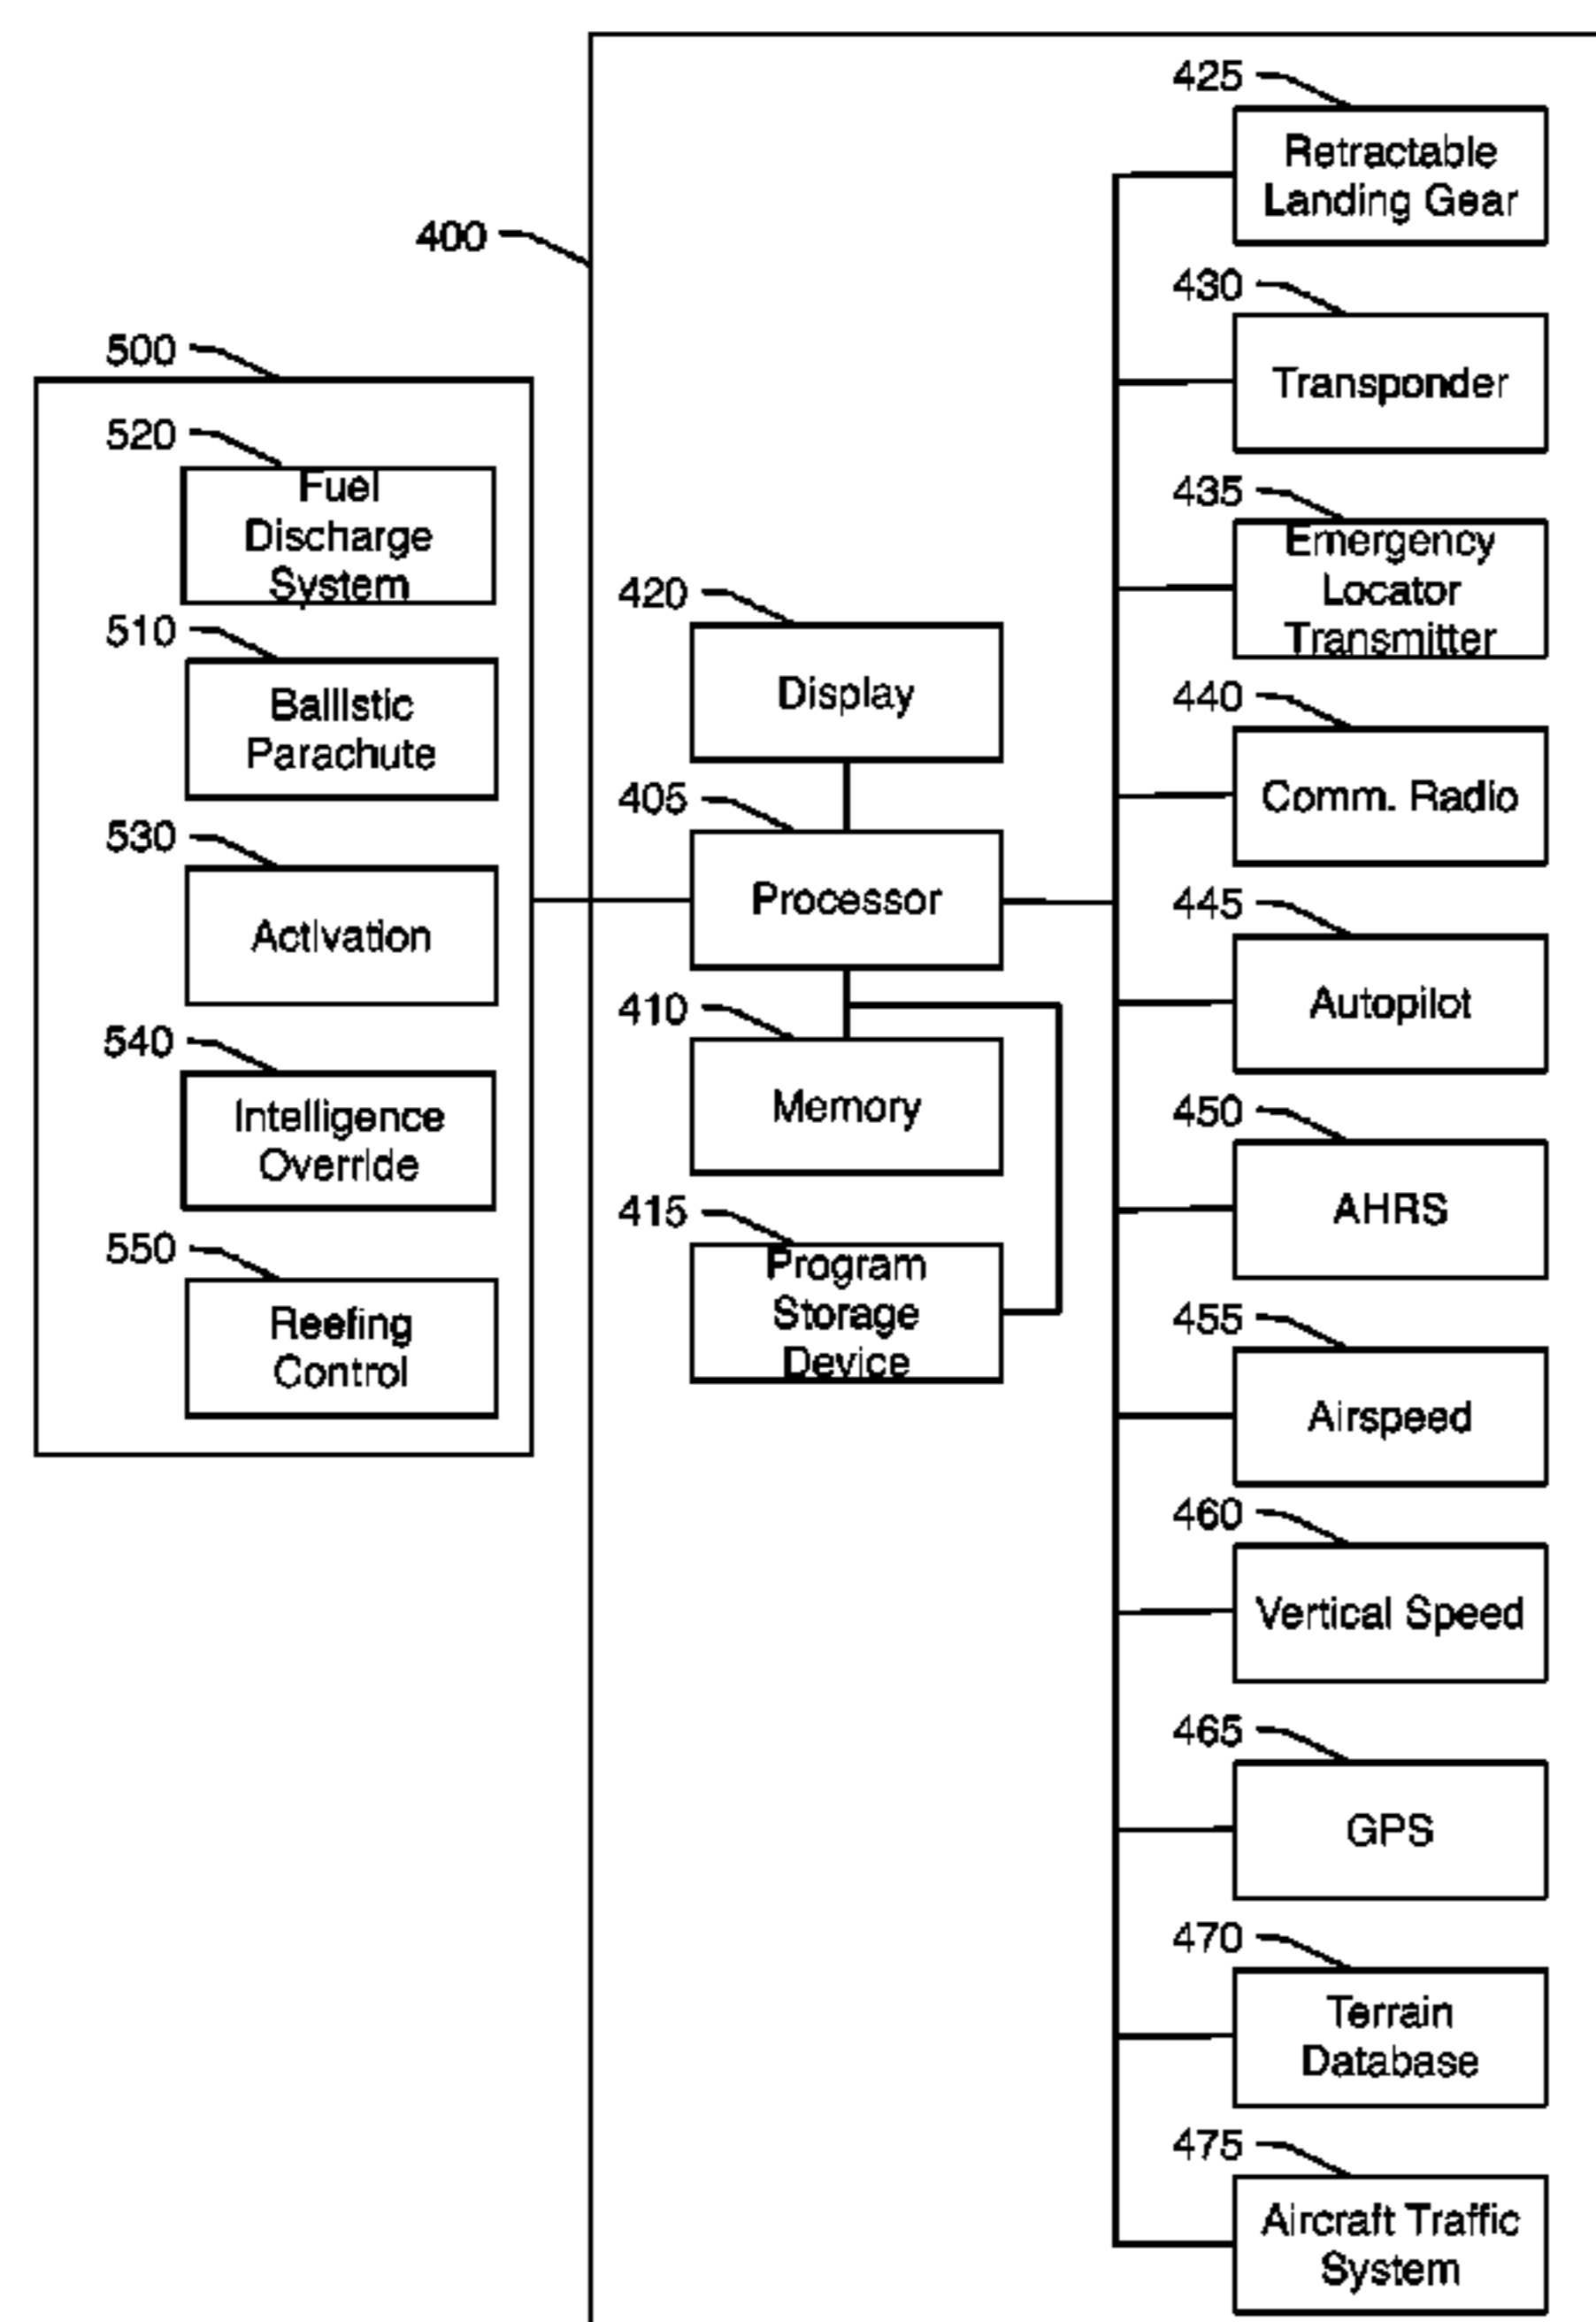 400
500
520
Fuel
Discharge
System
510
Ballistic
Parachute
530
Activation
540
Intelligence
Override
550
Reefing
Control
420
Display
405
Processor
410
Memory
415
Program
Storage
Device
425
Retractable
Landing Gear
430
Transponder
435
Emergency
Locator
Transmitter
440
Comm. Radio
445
Autopilot
450
AHRS
455
Airspeed
460
Vertical Speed
465
GPS
470
Terrain
Database
475
Aircraft Traffic
System